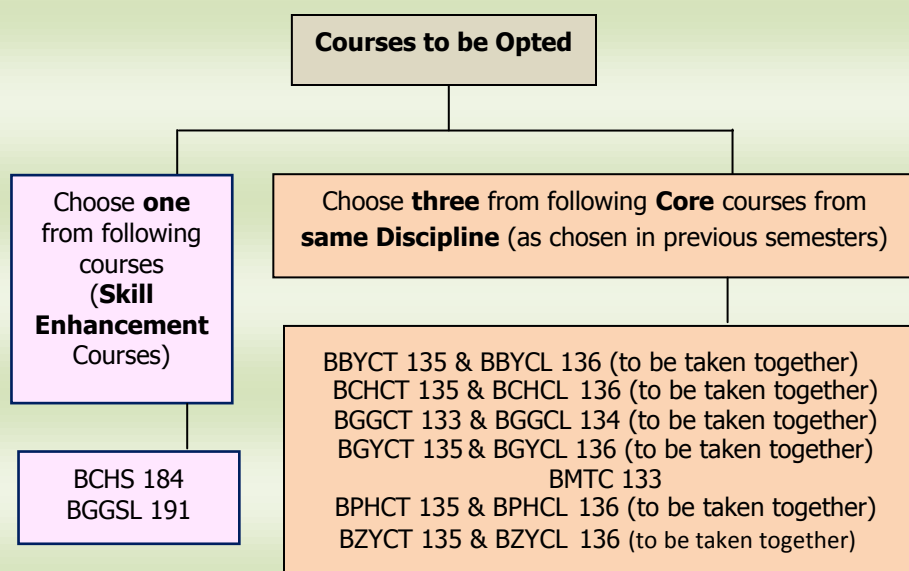 Courses to be Opted
Choose one
from following
courses
(Skill
Enhancement
Courses)
BCHS 184
BGGSL 191
Choose three from following Core courses from
same Discipline (as chosen in previous semesters)
BBYCT 135 & BBYCL 136 (to be taken together)
BCHCT 135 & BCHCL 136 (to be taken together)
BGGCT 133 & BGGCL 134 (to be taken together)
BGYCT 135 & BGYCL 136 (to be taken together)
BMTC 133
BPHCT 135 & BPHCL 136 (to be taken together)
BZYCT 135 & BZYCL 136 (to be taken together)